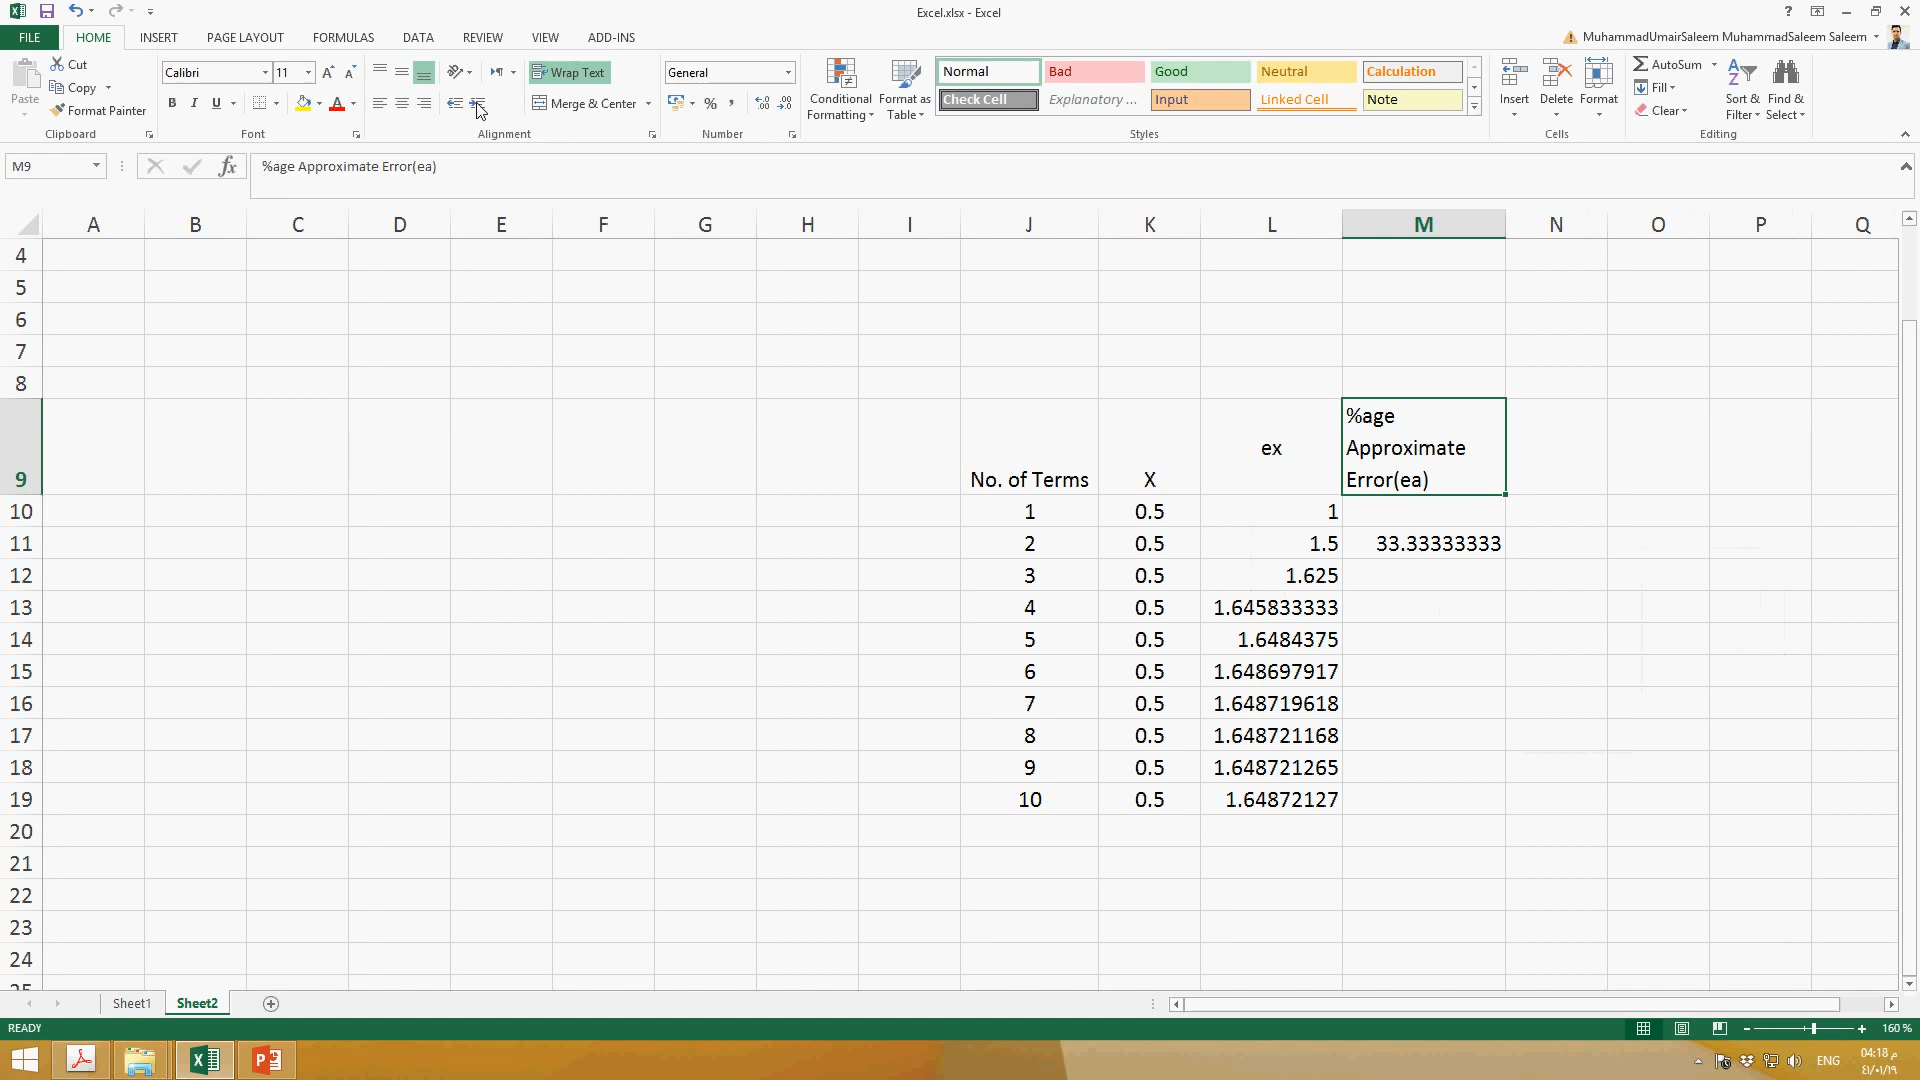 Excel.xlsx - Excel
?
FILE
HOME
INSERT
PAGE LAYOUT
FORMULAS
DATA
REVIEW
VIEW
ADD-INS
MuhammadUmairSaleem MuhammadSaleem Saleem
Paste
Cut
Copy
Format Painter
Clipboard
Calibri
11
B I U
Font
Wrap Text
Merge & Center
Alignment
General
%
Number
Conditional
Formatting
Format as
Table
Normal
Bad
Good
Neutral
Calculation
Check Cell
Explanatory ...
Input
Linked Cell
Note
Styles
Insert
Delete
Format
Cells
AutoSum
Fill
Clear
Sort &
Filter
Find &
Select
Editing
M9
fx
%age Approximate Error(ea)
A B C D E F G H I J K L M N O P Q
4
5
6
7
8
9 No. of Terms X ex
%age
Approximate
Error(ea)
10 1 0.5 1
11 2 0.5 1.5 33.33333333
12 3 0.5 1.625
13 4 0.5 1.645833333
14 5 0.5 1.6484375
15 6 0.5 1.648697917
16 7 0.5 1.648719618
17 8 0.5 1.648721168
18 9 0.5 1.648721265
19 10 0.5 1.64872127
20
21
22
23
24
25
Sheet1
Sheet2
READY
160 %
ENG
04:18 م
٤١/٠١/١٩